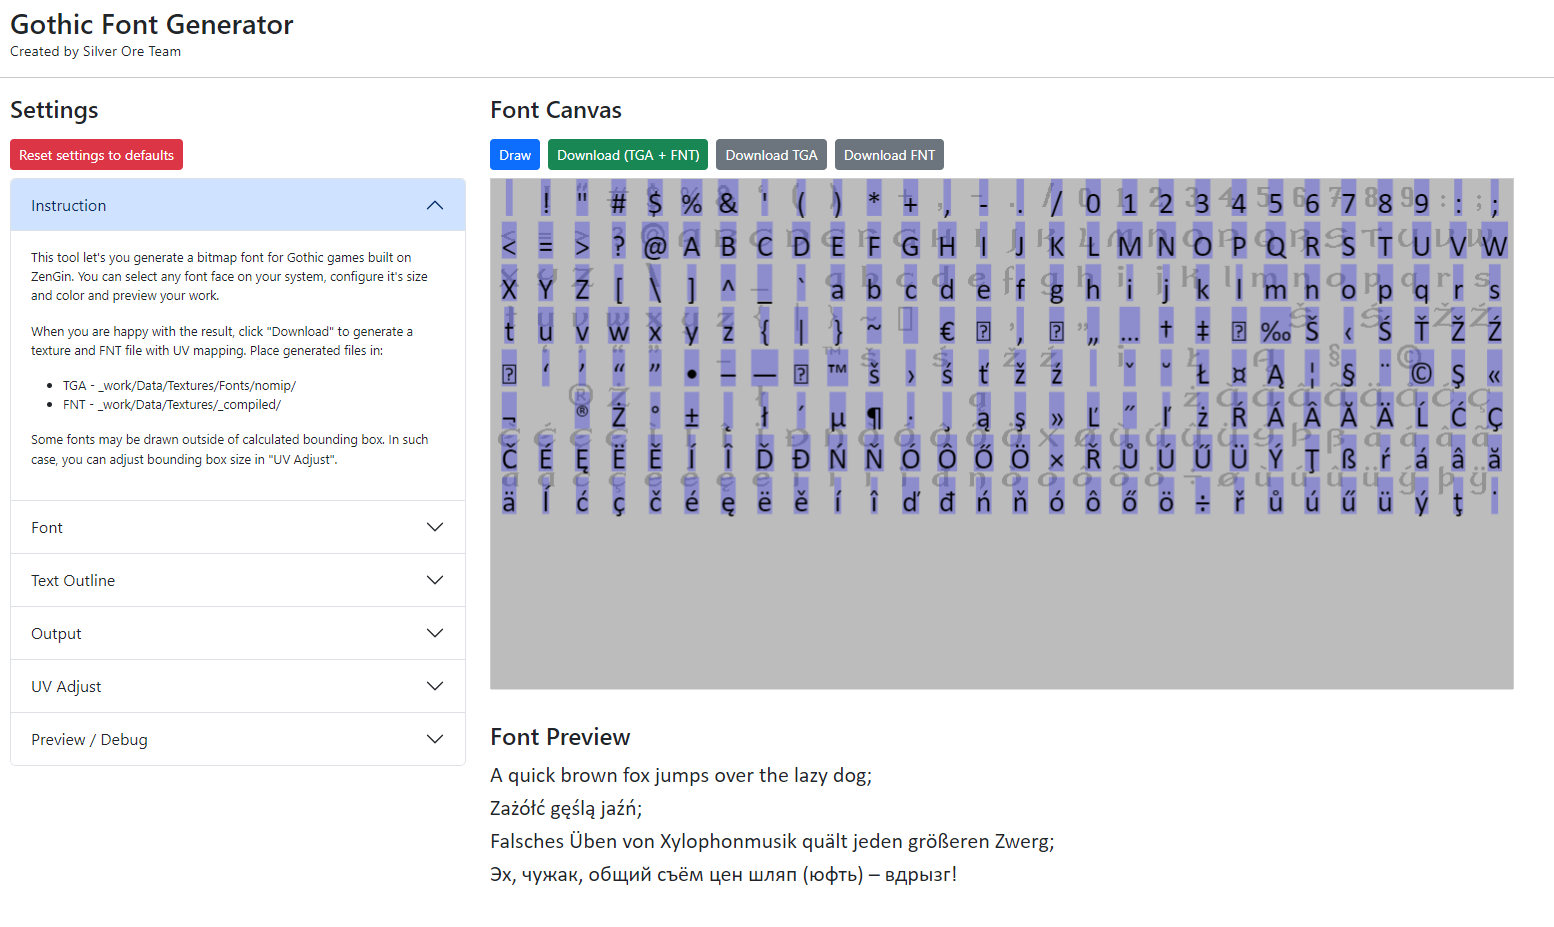 Gothic Font Generator
Created by Silver Ore Team
Settings
Reset settings to defaults
Instruction
This tool let's you generate a bitmap font for Gothic games built on
ZenGin. You can select any font face on your system, configure it's size
and color and preview your work.
When you are happy with the result, click "Download" to generate a
texture and FNT file with UV mapping. Place generated files in:
TGA - _work/Data/Textures/Fonts/nomip/
FNT - _work/Data/Textures/_compiled/
Some fonts may be drawn outside of calculated bounding box. In such
case, you can adjust bounding box size in "UV Adjust".
Font
Text Outline
Output
UV Adjust
Preview / Debug
Font Canvas
Draw
Download (TGA + FNT)
Download TGA
Download FNT
! " # $ % & ' ( ) * + , - . / 0 1 2 3 4 5 6 7 8 9 : ;
< = > ? @ A B C D E F G H I J K L M N O P Q R S T U V W
X Y Z [ \ ] ^ _ ` a b c d e f g h i j k l m n o p q r s
t u v w x y z { | } ~ € ‚ „ … † ‡ ‰ Š ‹ Ś Ť Ž Ź
‘ ’ “ ” • – — ™ š › ś ť ž ź ˇ ˘ Ł ¤ Ą ¦ § ¨ © Ş «
¬ ® Ż ° ± ˛ ł ´ µ ¶ · ¸ ą ş » Ľ ˝ ľ ż Ŕ Á Â Ă Ä Ĺ Ć Ç
Č É Ę Ë Ě Í Î Ď Đ Ń Ň Ó Ô Ő Ö × Ř Ů Ú Ű Ü Ý Ţ ß ŕ á â ă
ä ĺ ć ç č é ę ë ě í î ď đ ń ň ó ô ő ö ÷ ř ů ú ű ü ý ţ ˙
Font Preview
A quick brown fox jumps over the lazy dog;
Zażółć gęślą jaźń;
Falsches Üben von Xylophonmusik quält jeden größeren Zwerg;
Эх, чужак, общий съём цен шляп (юфть) – вдрызг!